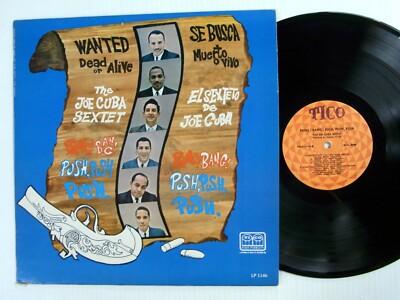 WANTED
Dead
or Alive
The
JOE CUBA
SEXTET
BANG! BANG!
PUSH, PUSH
PUSH.
SE BUSCA
Muerto
o Vivo
EL SEXTETO
DE
JOE CUBA
BANG! BANG!
PUSH, PUSH,
PUSH.
TICO
LP 1146
TICO